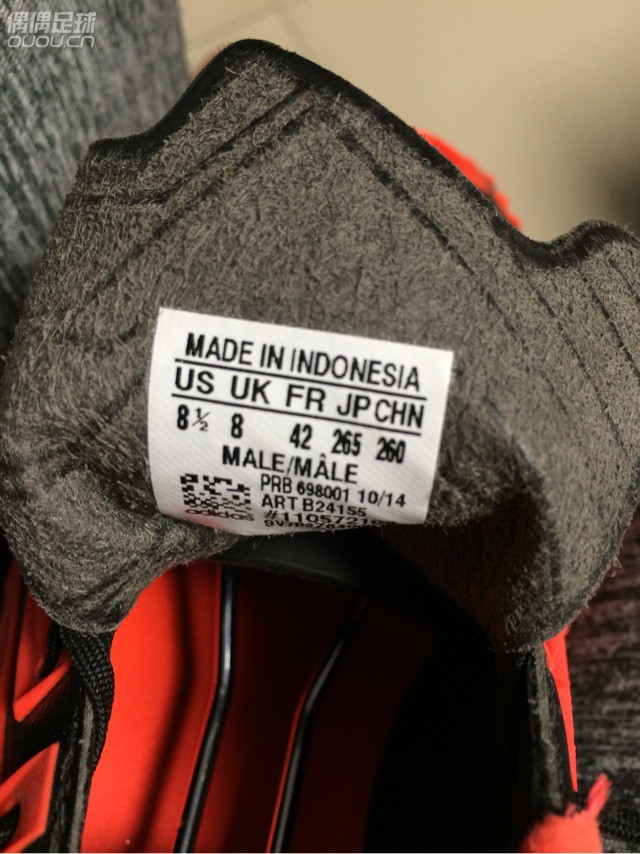 偶偶足球
ouou.cn
MADE IN INDONESIA
US UK FR JP CHN
8½ 8 42 265 260
MALE/MÂLE
PRB 698001 10/14
ART B24155
adidas